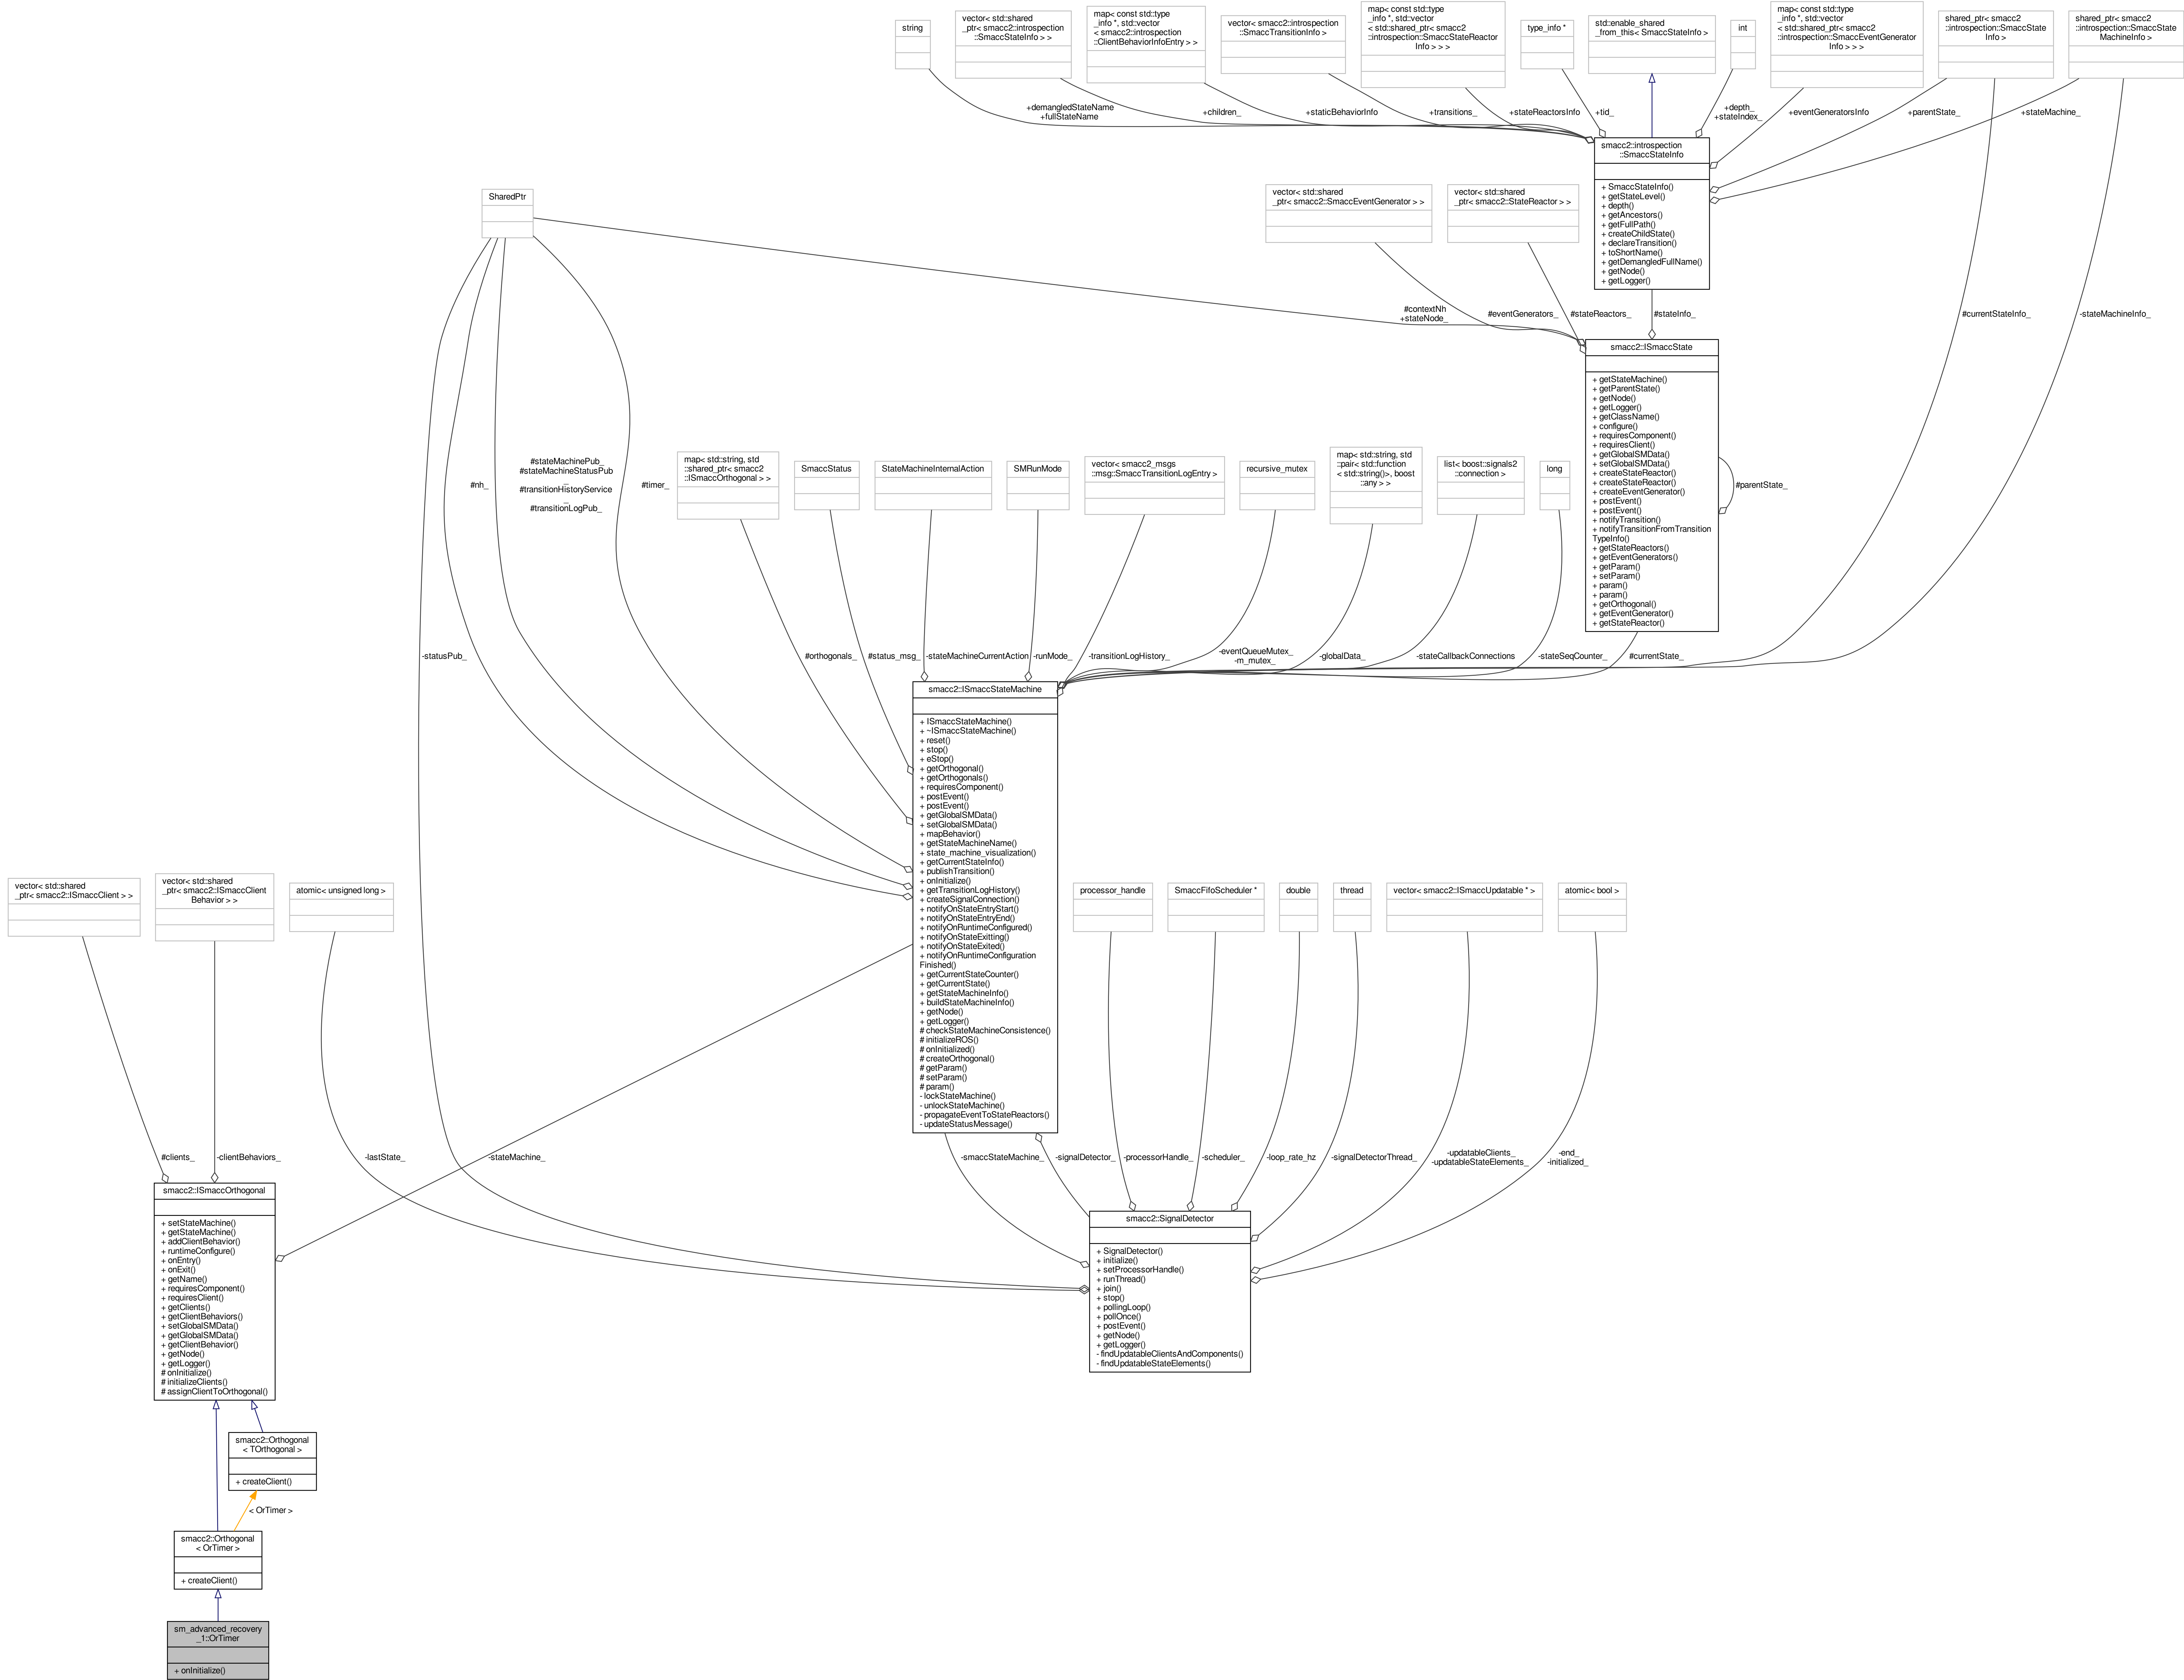 string
vector< std::shared
_ptr< smacc2::introspection
::SmaccStateInfo > >
map< const std::type
_info *, std::vector
< smacc2::introspection
::ClientBehaviorInfoEntry > >
vector< smacc2::introspection
::SmaccTransitionInfo >
map< const std::type
_info *, std::vector
< std::shared_ptr< smacc2
::introspection::SmaccStateReactor
Info > > >
type_info *
std::enable_shared
_from_this< SmaccStateInfo >
int
map< const std::type
_info *, std::vector
< std::shared_ptr< smacc2
::introspection::SmaccEventGenerator
Info > > >
shared_ptr< smacc2
::introspection::SmaccState
Info >
shared_ptr< smacc2
::introspection::SmaccState
MachineInfo >
+demangledStateName
+fullStateName
+children_
+staticBehaviorInfo
+transitions_
+stateReactorsInfo
+tid_
+depth_
+stateIndex_
+eventGeneratorsInfo
+parentState_
+stateMachine_
smacc2::introspection
::SmaccStateInfo
+ SmaccStateInfo()
+ getStateLevel()
+ depth()
+ getAncestors()
+ getFullPath()
+ createChildState()
+ declareTransition()
+ toShortName()
+ getDemangledFullName()
+ getNode()
+ getLogger()
SharedPtr
vector< std::shared
_ptr< smacc2::SmaccEventGenerator > >
vector< std::shared
_ptr< smacc2::StateReactor > >
#contextNh
+stateNode_
#eventGenerators_
#stateReactors_
#stateInfo_
#currentStateInfo_
-stateMachineInfo_
smacc2::ISmaccState
+ getStateMachine()
+ getParentState()
+ getNode()
+ getLogger()
+ getClassName()
+ configure()
+ requiresComponent()
+ requiresClient()
+ getGlobalSMData()
+ setGlobalSMData()
+ createStateReactor()
+ createStateReactor()
+ createEventGenerator()
+ postEvent()
+ postEvent()
+ notifyTransition()
+ notifyTransitionFromTransition
TypeInfo()
+ getStateReactors()
+ getEventGenerators()
+ getParam()
+ setParam()
+ param()
+ param()
+ getOrthogonal()
+ getEventGenerator()
+ getStateReactor()
#parentState_
#nh_
#stateMachinePub_
#stateMachineStatusPub
_
#transitionHistoryService
_
#transitionLogPub_
#timer_
map< std::string, std
::shared_ptr< smacc2
::ISmaccOrthogonal > >
SmaccStatus
StateMachineInternalAction
SMRunMode
vector< smacc2_msgs
::msg::SmaccTransitionLogEntry >
recursive_mutex
map< std::string, std
::pair< std::function
< std::string()>, boost
::any > >
list< boost::signals2
::connection >
long
-statusPub_
#orthogonals_
#status_msg_
-stateMachineCurrentAction
-runMode_
-transitionLogHistory_
-eventQueueMutex_
-m_mutex_
-globalData_
-stateCallbackConnections
-stateSeqCounter_
#currentState_
smacc2::ISmaccStateMachine
+ ISmaccStateMachine()
+ ~ISmaccStateMachine()
+ reset()
+ stop()
+ eStop()
+ getOrthogonal()
+ getOrthogonals()
+ requiresComponent()
+ postEvent()
+ postEvent()
+ getGlobalSMData()
+ setGlobalSMData()
+ mapBehavior()
+ getStateMachineName()
+ state_machine_visualization()
+ getCurrentStateInfo()
+ publishTransition()
+ onInitialize()
+ getTransitionLogHistory()
+ createSignalConnection()
+ notifyOnStateEntryStart()
+ notifyOnStateEntryEnd()
+ notifyOnRuntimeConfigured()
+ notifyOnStateExitting()
+ notifyOnStateExited()
+ notifyOnRuntimeConfiguration
Finished()
+ getCurrentStateCounter()
+ getCurrentState()
+ getStateMachineInfo()
+ buildStateMachineInfo()
+ getNode()
+ getLogger()
# checkStateMachineConsistence()
# initializeROS()
# onInitialized()
# createOrthogonal()
# getParam()
# setParam()
# param()
- lockStateMachine()
- unlockStateMachine()
- propagateEventToStateReactors()
- updateStatusMessage()
vector< std::shared
_ptr< smacc2::ISmaccClient > >
vector< std::shared
_ptr< smacc2::ISmaccClient
Behavior > >
atomic< unsigned long >
processor_handle
SmaccFifoScheduler *
double
thread
vector< smacc2::ISmaccUpdatable * >
atomic< bool >
#clients_
-clientBehaviors_
-lastState_
-stateMachine_
-smaccStateMachine_
-signalDetector_
-processorHandle_
-scheduler_
-loop_rate_hz
-signalDetectorThread_
-updatableClients_
-updatableStateElements_
-end_
-initialized_
smacc2::ISmaccOrthogonal
+ setStateMachine()
+ getStateMachine()
+ addClientBehavior()
+ runtimeConfigure()
+ onEntry()
+ onExit()
+ getName()
+ requiresComponent()
+ requiresClient()
+ getClients()
+ getClientBehaviors()
+ setGlobalSMData()
+ getGlobalSMData()
+ getClientBehavior()
+ getNode()
+ getLogger()
# onInitialize()
# initializeClients()
# assignClientToOrthogonal()
smacc2::SignalDetector
+ SignalDetector()
+ initialize()
+ setProcessorHandle()
+ runThread()
+ join()
+ stop()
+ pollingLoop()
+ pollOnce()
+ postEvent()
+ getNode()
+ getLogger()
- findUpdatableClientsAndComponents()
- findUpdatableStateElements()
smacc2::Orthogonal
< TOrthogonal >
+ createClient()
< OrTimer >
smacc2::Orthogonal
< OrTimer >
+ createClient()
sm_advanced_recovery
_1::OrTimer
+ onInitialize()